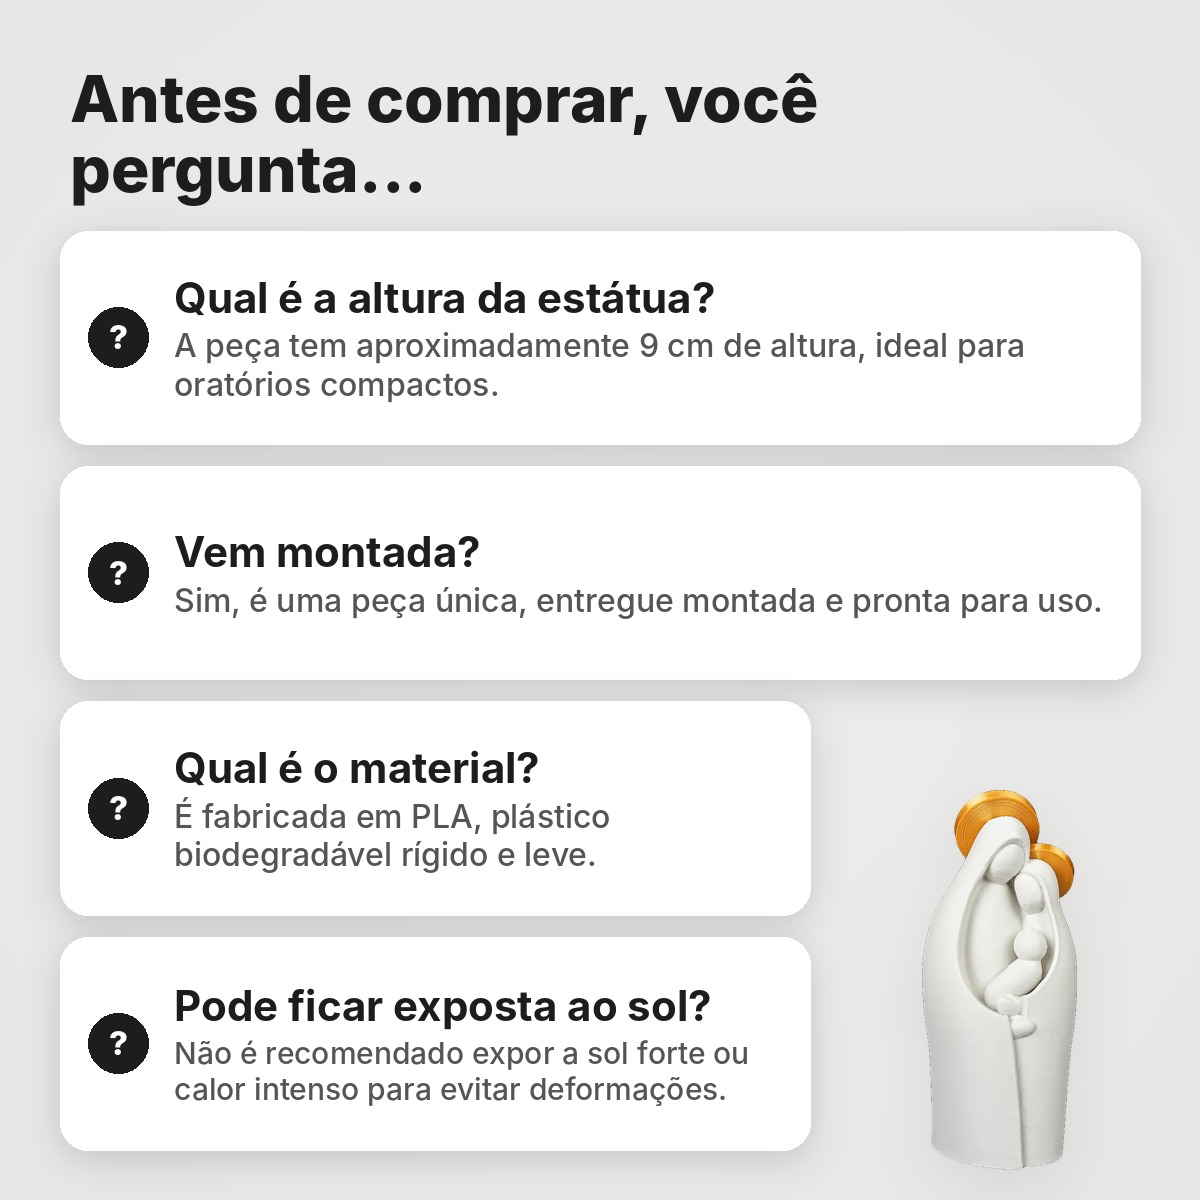 Antes de comprar, você
pergunta...
?
Qual é a altura da estátua?
A peça tem aproximadamente 9 cm de altura, ideal para
oratórios compactos.
?
Vem montada?
Sim, é uma peça única, entregue montada e pronta para uso.
?
Qual é o material?
É fabricada em PLA, plástico
biodegradável rígido e leve.
?
Pode ficar exposta ao sol?
Não é recomendado expor a sol forte ou
calor intenso para evitar deformações.